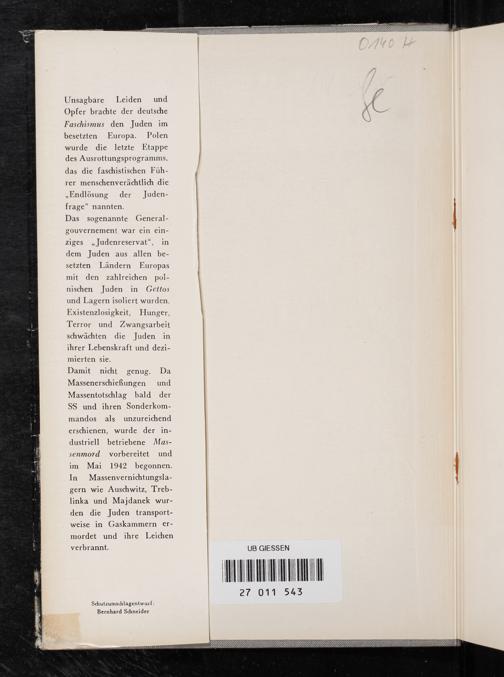 Unsagbare Leiden und
Opfer brachte der deutsche
Faschismus den Juden im
besetzten Europa. Polen
wurde die letzte Etappe
des Ausrottungsprogramms,
das die faschistischen Füh-
rer menschenverächtlich die
„Endlösung der Juden-
frage" nannten.
Das sogenannte General-
gouvernement war ein ein-
ziges „Judenreservat", in
dem Juden aus allen be-
setzten Ländern Europas
mit den zahlreichen pol-
nischen Juden in Gettos
und Lagern isoliert wurden.
Existenzlosigkeit, Hunger,
Terror und Zwangsarbeit
schwächten die Juden in
ihrer Lebenskraft und dezi-
mierten sie.
Damit nicht genug. Da
Massenerschießungen und
Massentotschlag bald der
SS und ihren Sonderkom-
mandos als unzureichend
erschienen, wurde der in-
dustriell betriebene Mas-
senmord vorbereitet und
im Mai 1942 begonnen.
In Massenvernichtungsla-
gern wie Auschwitz, Treb-
linka und Majdanek wur-
den die Juden transport-
weise in Gaskammern er-
mordet und ihre Leichen
verbrannt.
Schutzumschlagentwurf:
Bernhard Schneider
UB GIESSEN
27 011 543